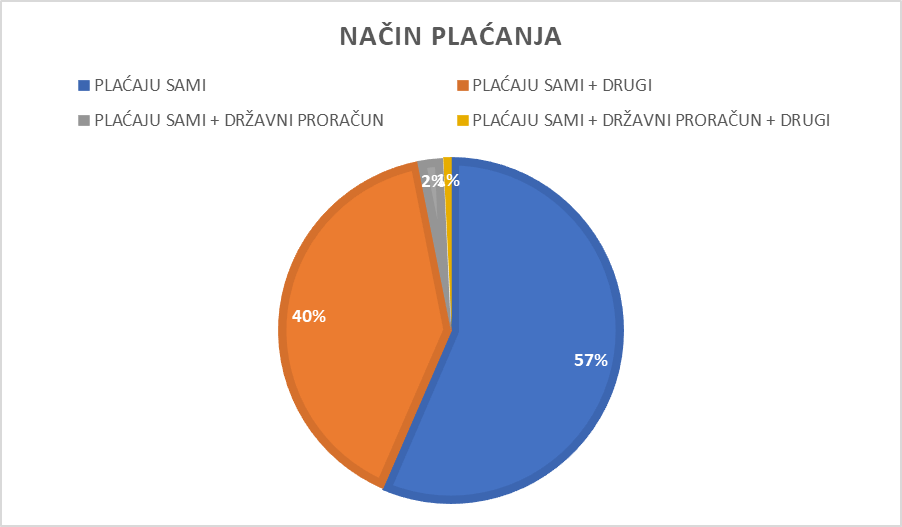 NAČIN PLAĆANJA
PLAĆAJU SAMI
PLAĆAJU SAMI + DRUGI
PLAĆAJU SAMI + DRŽAVNI PRORAČUN
PLAĆAJU SAMI + DRŽAVNI PRORAČUN + DRUGI
2%
1%
40%
57%